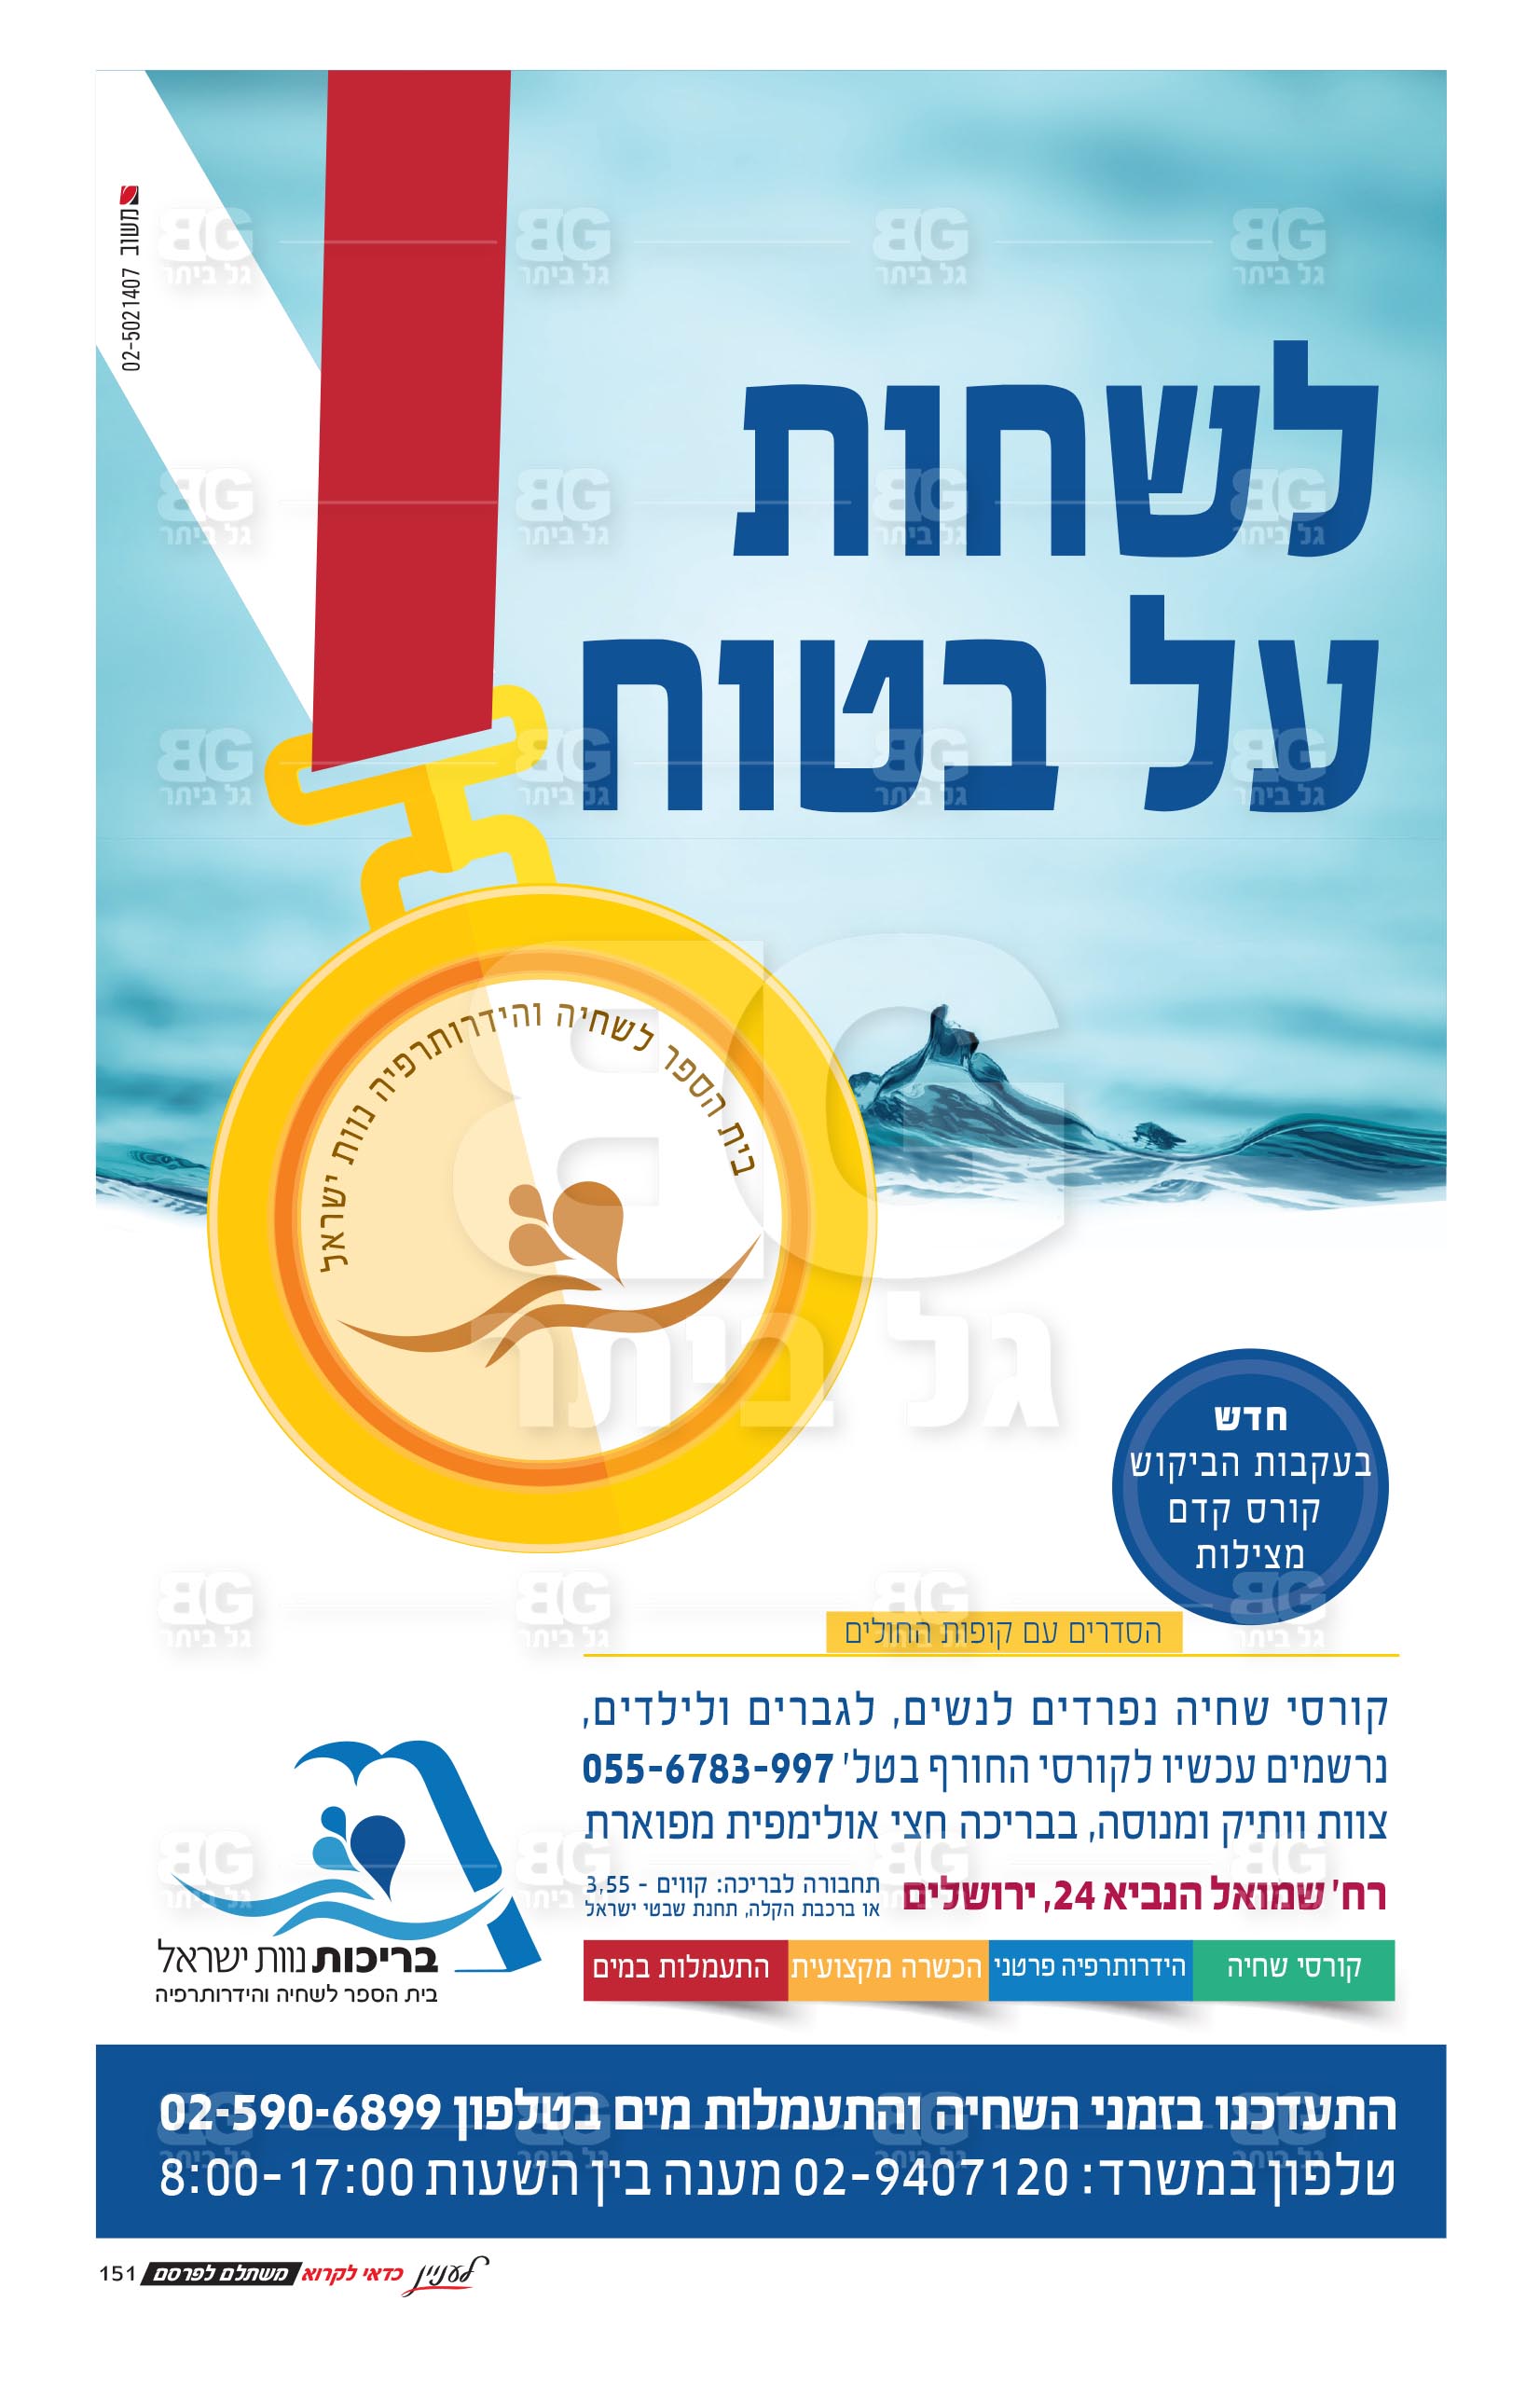 משוב 02-5021407
לשחות
על בטוח
בית הספר לשחיה והידרותרפיה נוות ישראל
BG
גל ביתר
חדש
בעקבות הביקוש
קורס קדם
מצילות
הסדרים עם קופות החולים
קורסי שחיה נפרדים לנשים, לגברים ולילדים,
נרשמים עכשיו לקורסי החורף בטל' 055-6783-997
צוות וותיק ומנוסה, בבריכה חצי אולימפית מפוארת
רח' שמואל הנביא 24, ירושלים
תחבורה לבריכה: קווים - 3,55
או ברכבת הקלה, תחנת שבטי ישראל
קורסי שחיה
הידרותרפיה פרטני
הכשרה מקצועית
התעמלות במים
בריכות נוות ישראל
בית הספר לשחיה והידרותרפיה
התעדכנו בזמני השחיה והתעמלות מים בטלפון 02-590-6899
טלפון במשרד: 02-9407120 מענה בין השעות 8:00-17:00
לעניין כדאי לקרוא משתלם לפרסם 151